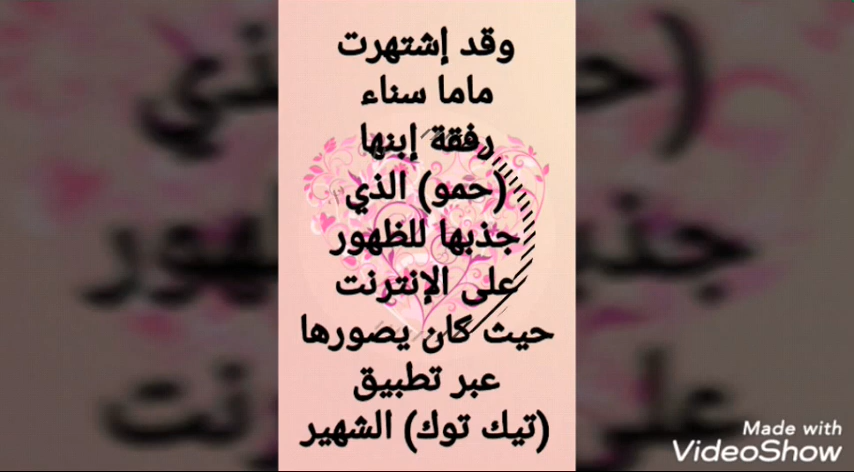 وقد إشتهرت
ماما سناء
رفقة إبنها
(حمو) الذي
جذبها للظهور
على الإنترنت
حيث كان يصورها
عبر تطبيق
(تيك توك) الشهير
Made with
VideoShow